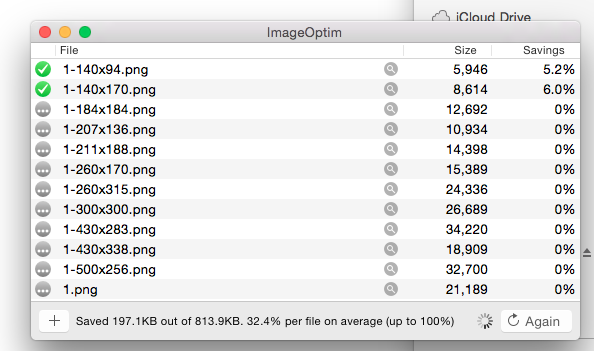 iCloud Drive
ImageOptim
File Size Savings
1-140x94.png 5,946 5.2%
1-140x170.png 8,614 6.0%
1-184x184.png 12,692 0%
1-207x136.png 10,934 0%
1-211x188.png 14,398 0%
1-260x170.png 15,389 0%
1-260x315.png 24,336 0%
1-300x300.png 26,689 0%
1-430x283.png 34,220 0%
1-430x338.png 18,909 0%
1-500x256.png 32,700 0%
1.png 21,189 0%
Saved 197.1KB out of 813.9KB. 32.4% per file on average (up to 100%) Again